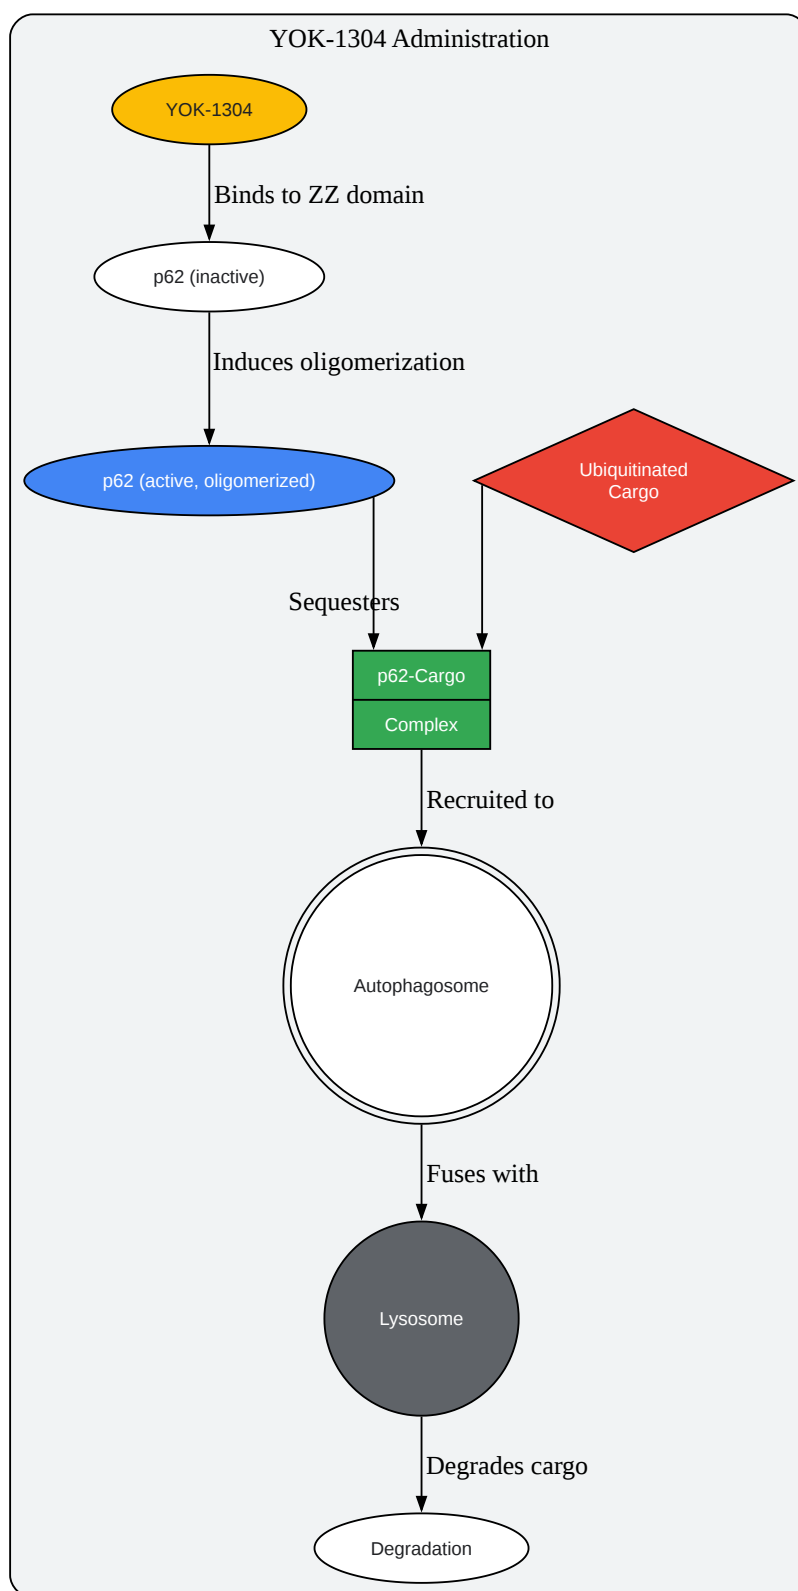 YOK-1304 Administration
YOK-1304
Binds to ZZ domain
p62 (inactive)
Induces oligomerization
p62 (active, oligomerized)
Ubiquitinated
Cargo
Sequesters
p62-Cargo
Complex
Recruited to
Autophagosome
Fuses with
Lysosome
Degrades cargo
Degradation